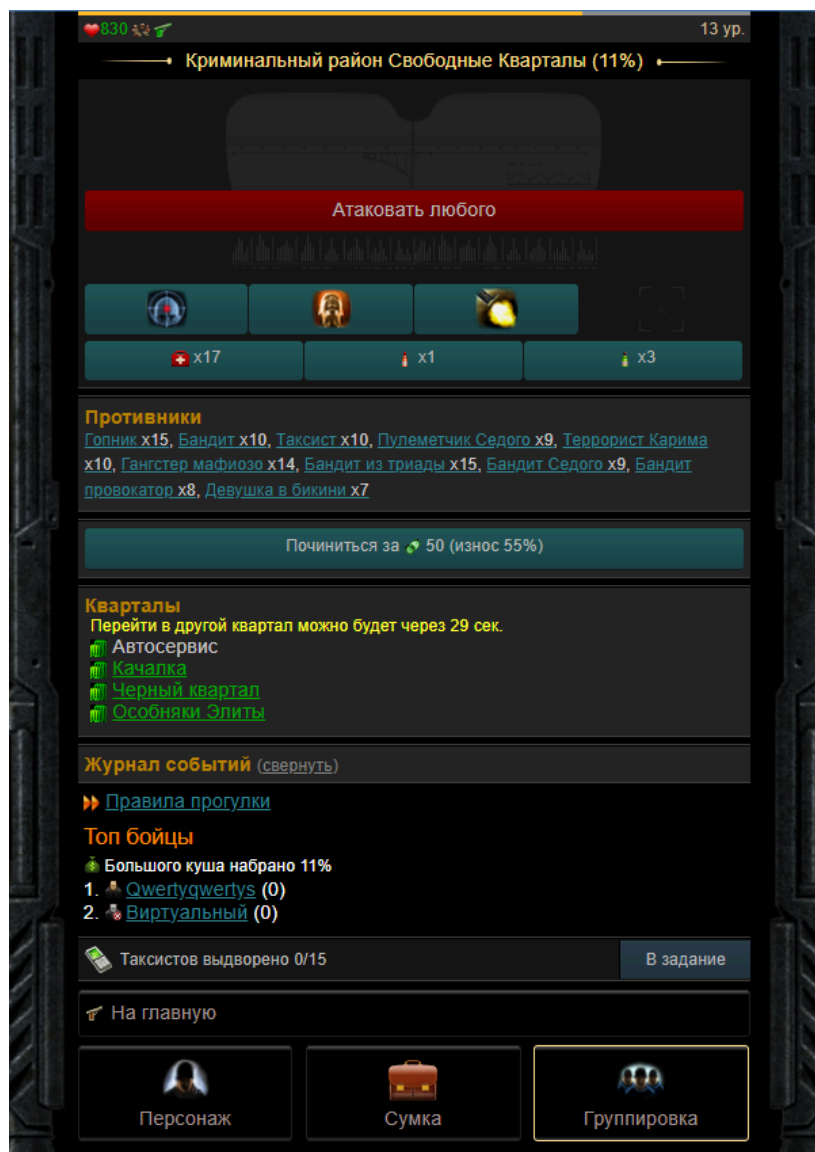 830 13 ур.
Криминальный район Свободные Кварталы (11%)
Атаковать любого
x17 x1 x3
Противники
Гопник x15, Бандит x10, Таксист x10, Пулеметчик Седого x9, Террорист Карима
x10, Гангстер мафиозо x14, Бандит из триады x15, Бандит Седого x9, Бандит
провокатор x8, Девушка в бикини x7
Починиться за 50 (износ 55%)
Кварталы
Перейти в другой квартал можно будет через 29 сек.
Автосервис
Качалка
Черный квартал
Особняки Элиты
Журнал событий (свернуть)
Правила прогулки
Топ бойцы
Большого куша набрано 11%
1. Qwertyqwertys (0)
2. Виртуальный (0)
Таксистов выдворено 0/15 В задание
На главную
Персонаж Сумка Группировка